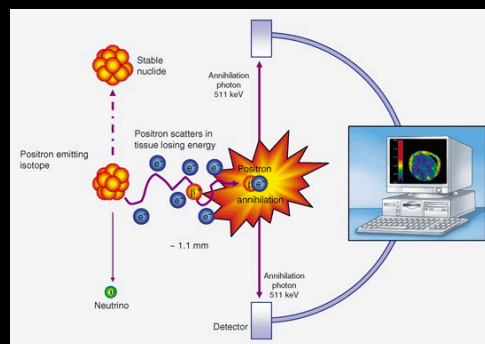 Stable
nuclide
Annihilation
photon
511 keV
Positron scatters in
tissue losing energy
Positron emitting
isotope
e⁻ e⁻ e⁻ e⁻
Positron
β⁺ β e⁻
e⁻ e⁻ e⁻
annihilation
~ 1.1 mm
Annihilation
photon
511 keV
Neutrino
Detector